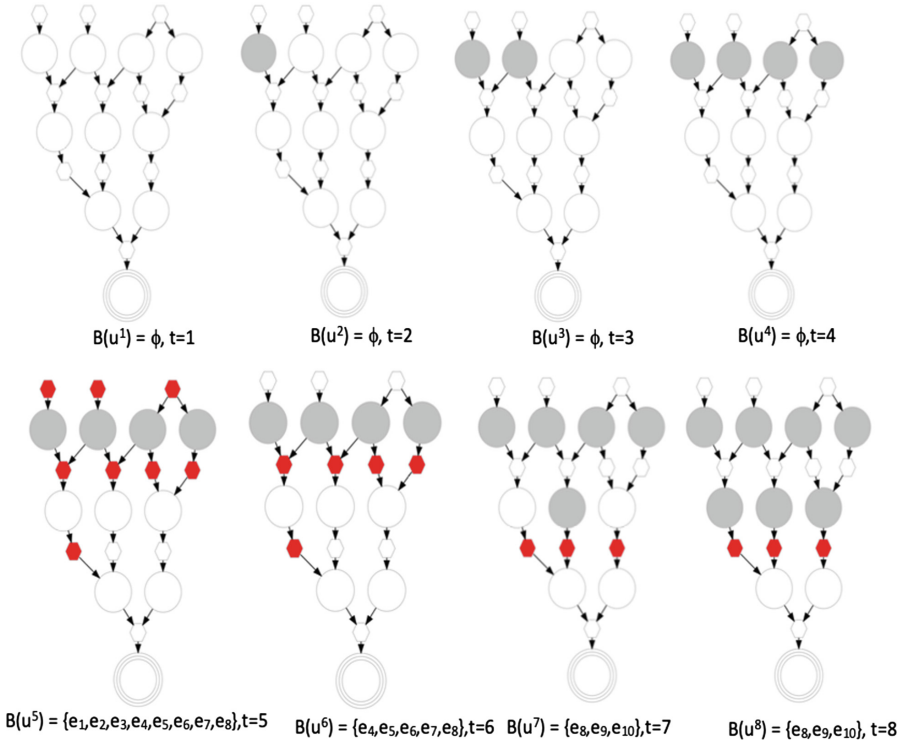 B(u¹) = ϕ, t=1
B(u²) = ϕ, t=2
B(u³) = ϕ, t=3
B(u⁴) = ϕ,t=4
B(u⁵) = {e₁,e₂,e₃,e₄,e₅,e₆,e₇,e₈},t=5
B(u⁶) = {e₄,e₅,e₆,e₇,e₈},t=6
B(u⁷) = {e₈,e₉,e₁₀},t=7
B(u⁸) = {e₈,e₉,e₁₀}, t=8